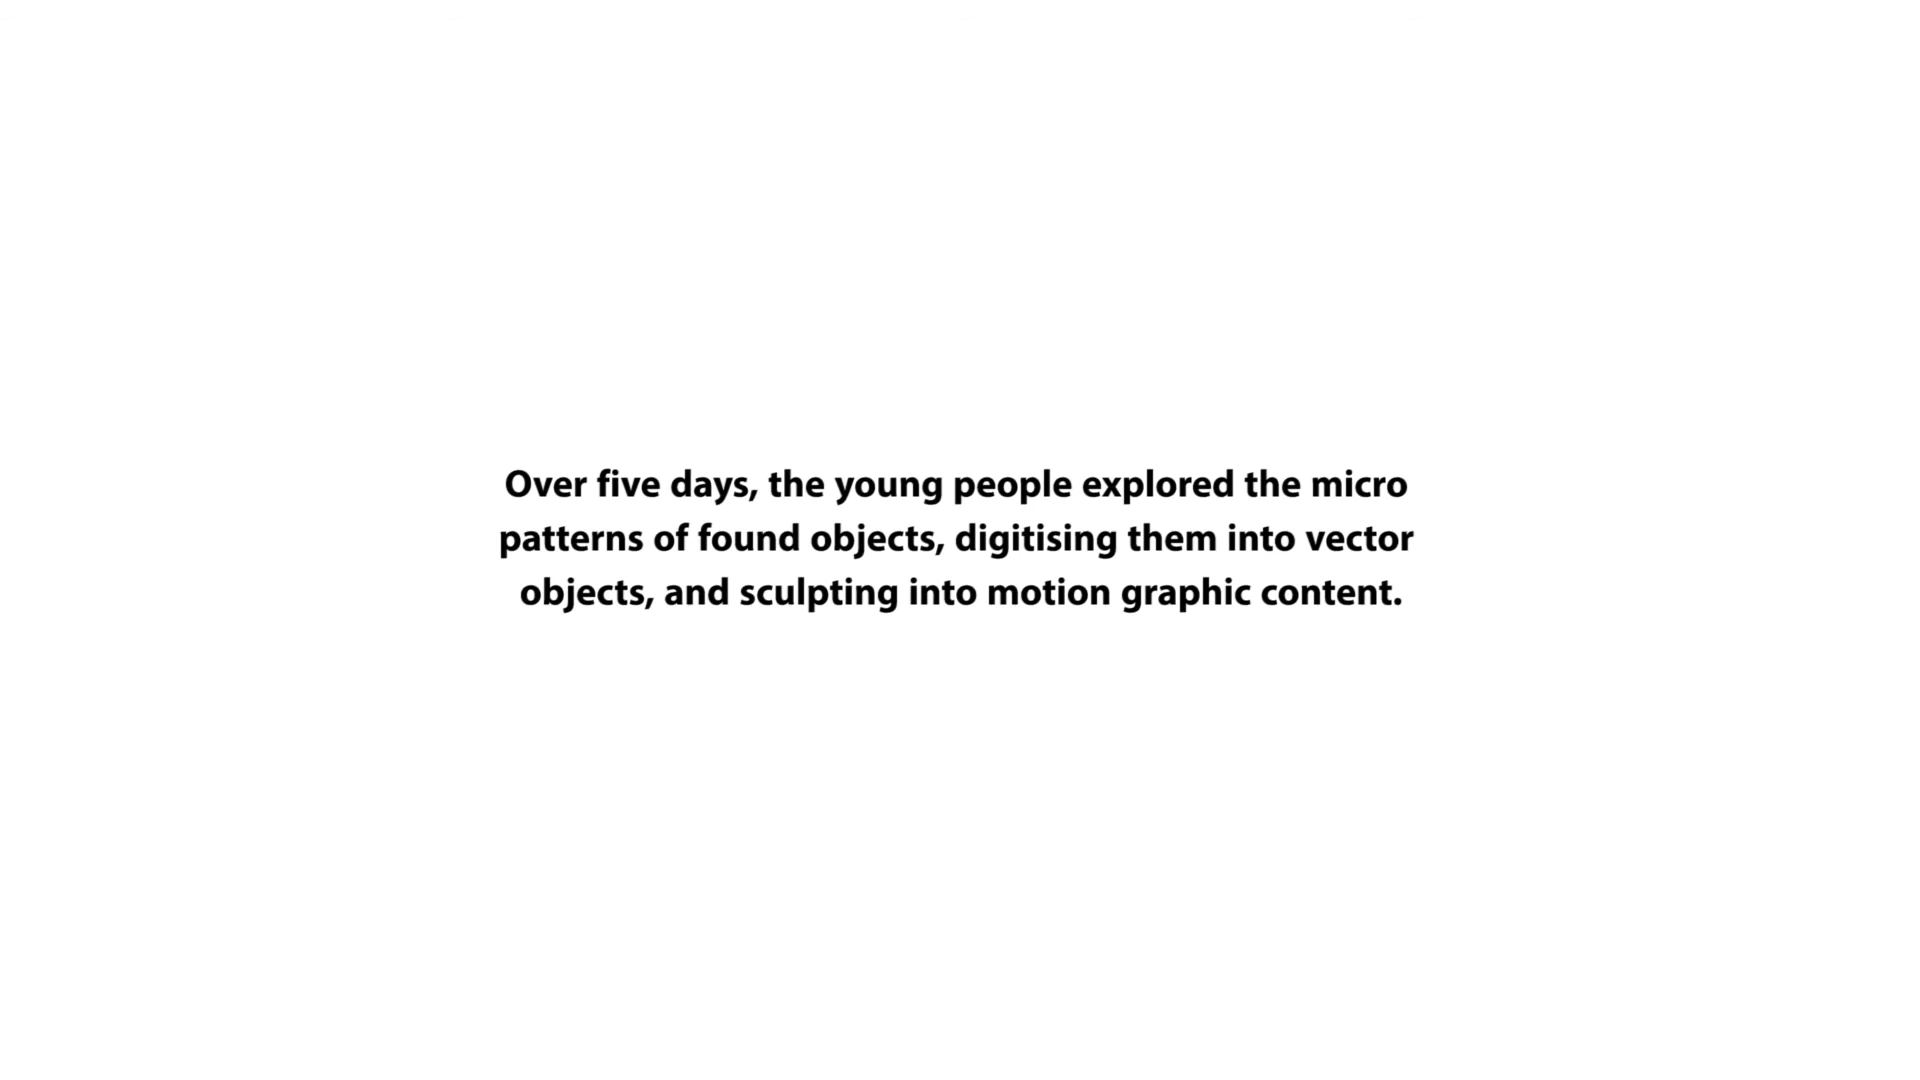 Over five days, the young people explored the micro
patterns of found objects, digitising them into vector
objects, and sculpting into motion graphic content.